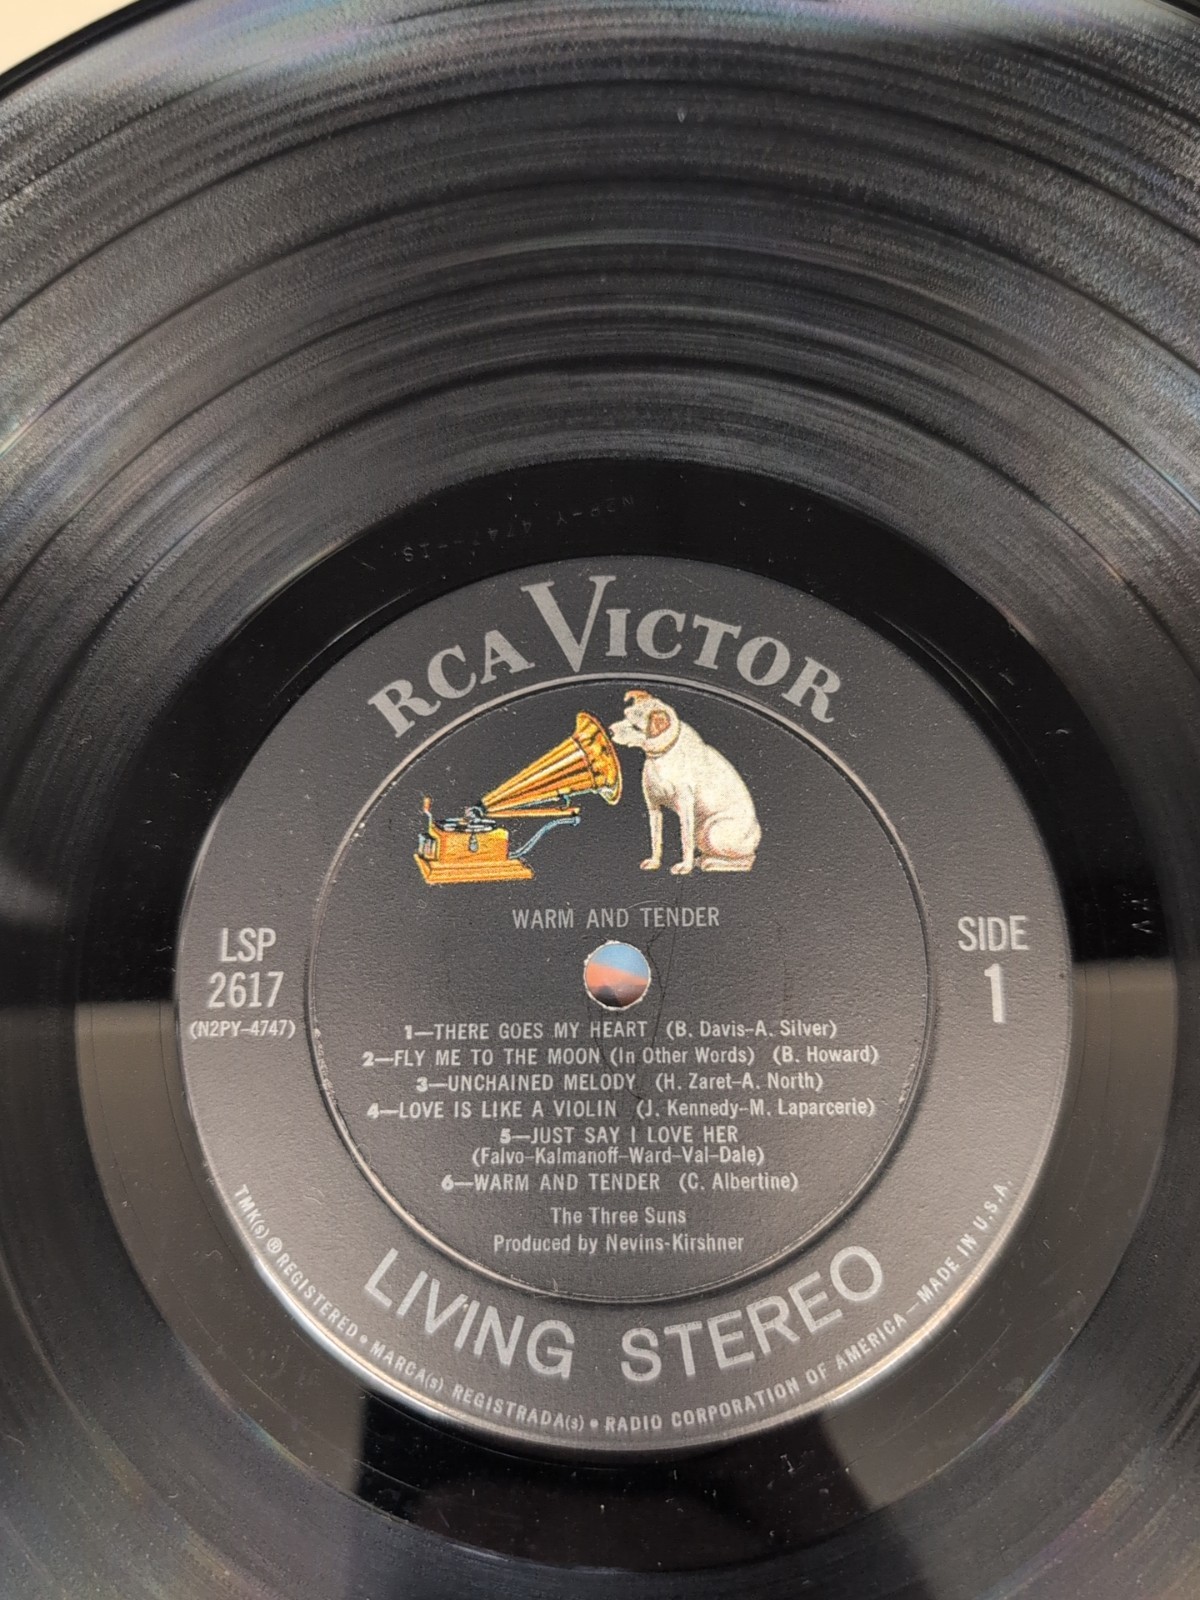 N2P-Y-4747-1S
RCA VICTOR
WARM AND TENDER
LSP
2617
(N2PY-4747)
SIDE
1
1—THERE GOES MY HEART (B. Davis-A. Silver)
2—FLY ME TO THE MOON (In Other Words) (B. Howard)
3—UNCHAINED MELODY (H. Zaret-A. North)
4—LOVE IS LIKE A VIOLIN (J. Kennedy-M. Laparcerie)
5—JUST SAY I LOVE HER
(Falvo-Kalmanoff-Ward-Val-Dale)
6—WARM AND TENDER (C. Albertine)
The Three Suns
Produced by Nevins-Kirshner
LIVING STEREO
TMK(s) ® REGISTERED • MARCA(s) REGISTRADA(s) • RADIO CORPORATION OF AMERICA — MADE IN U.S.A.